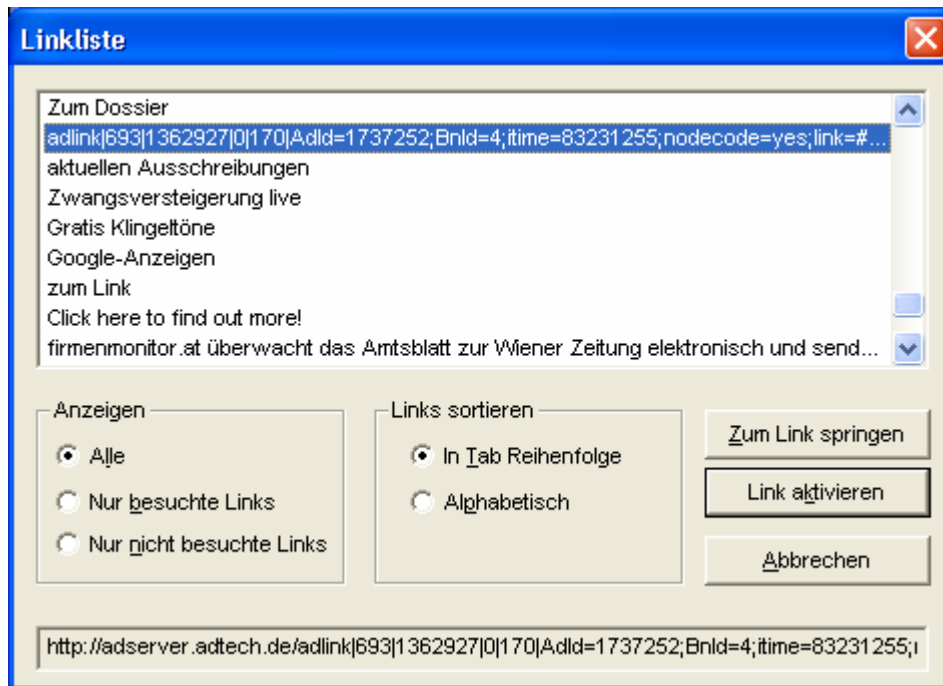 Linkliste
Zum Dossier
adlink|693|1362927|0|170|AdId=1737252;BnId=4;itime=83231255;nodecode=yes;link=#...
aktuellen Ausschreibungen
Zwangsversteigerung live
Gratis Klingeltöne
Google-Anzeigen
zum Link
Click here to find out more!
firmenmonitor.at überwacht das Amtsblatt zur Wiener Zeitung elektronisch und send...
Anzeigen
Alle
Nur besuchte Links
Nur nicht besuchte Links
Links sortieren
In Tab Reihenfolge
Alphabetisch
Zum Link springen
Link aktivieren
Abbrechen
http://adserver.adtech.de/adlink|693|1362927|0|170|AdId=1737252;BnId=4;itime=83231255;